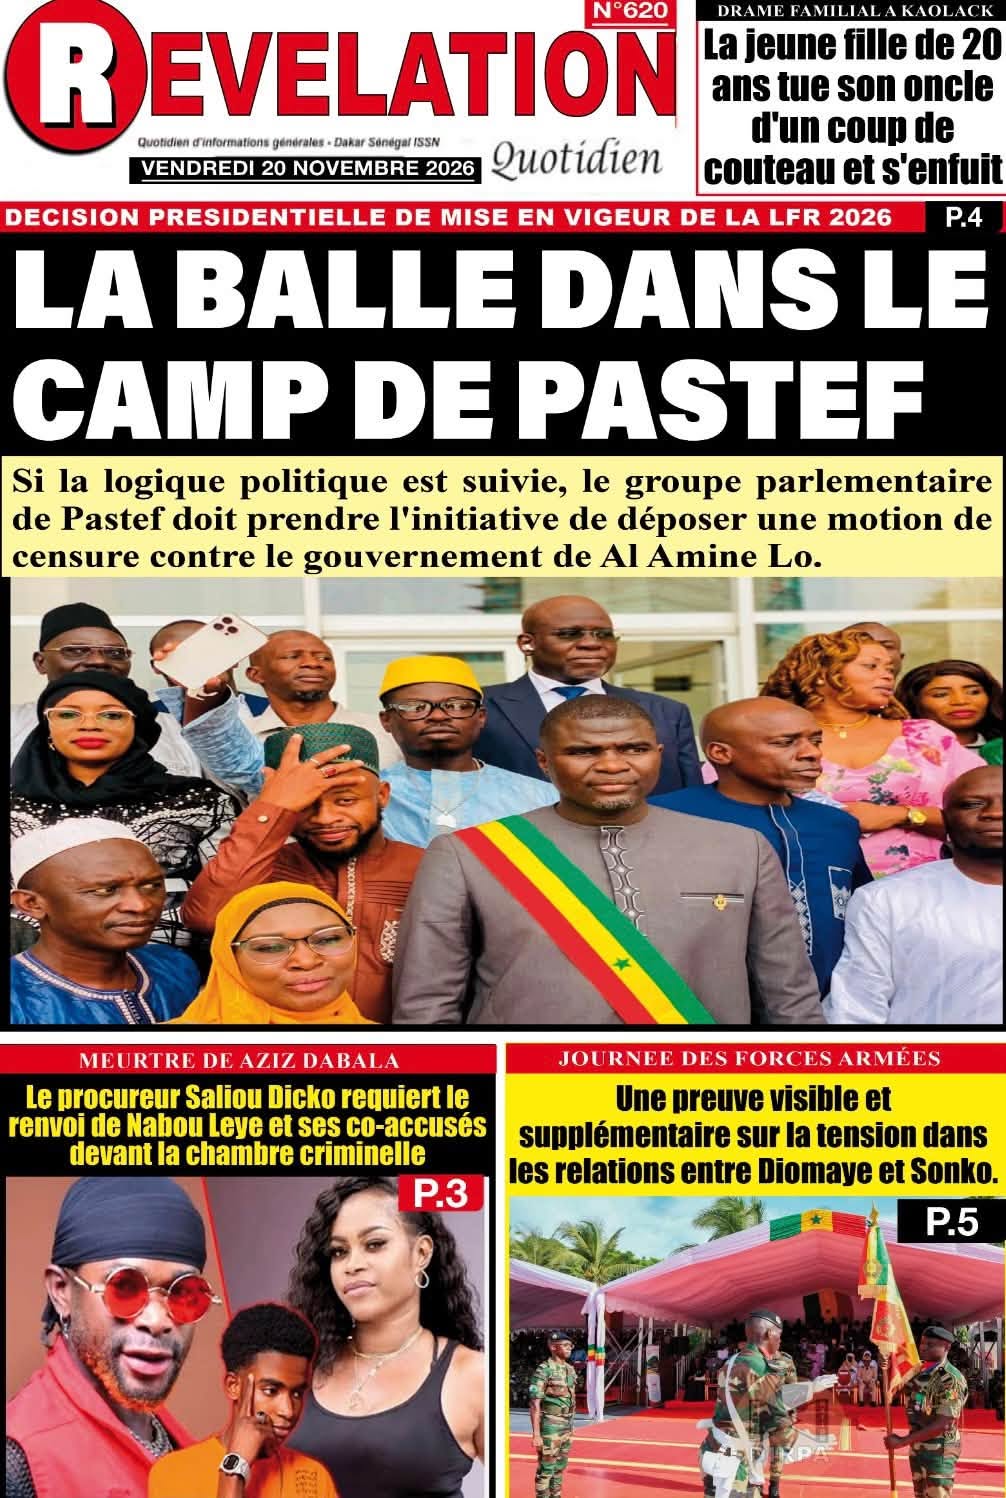 N°620
REVELATION
Quotidien d'informations générales - Dakar Sénégal ISSN
VENDREDI 20 NOVEMBRE 2026
Quotidien
DRAME FAMILIAL A KAOLACK
La jeune fille de 20
ans tue son oncle
d'un coup de
couteau et s'enfuit
DECISION PRESIDENTIELLE DE MISE EN VIGEUR DE LA LFR 2026
P.4
LA BALLE DANS LE
CAMP DE PASTEF
Si la logique politique est suivie, le groupe parlementaire
de Pastef doit prendre l'initiative de déposer une motion de
censure contre le gouvernement de Al Amine Lo.
MEURTRE DE AZIZ DABALA
Le procureur Saliou Dicko requiert le
renvoi de Nabou Leye et ses co-accusés
devant la chambre criminelle
P.3
JOURNEE DES FORCES ARMÉES
Une preuve visible et
supplémentaire sur la tension dans
les relations entre Diomaye et Sonko.
P.5
DIRPA